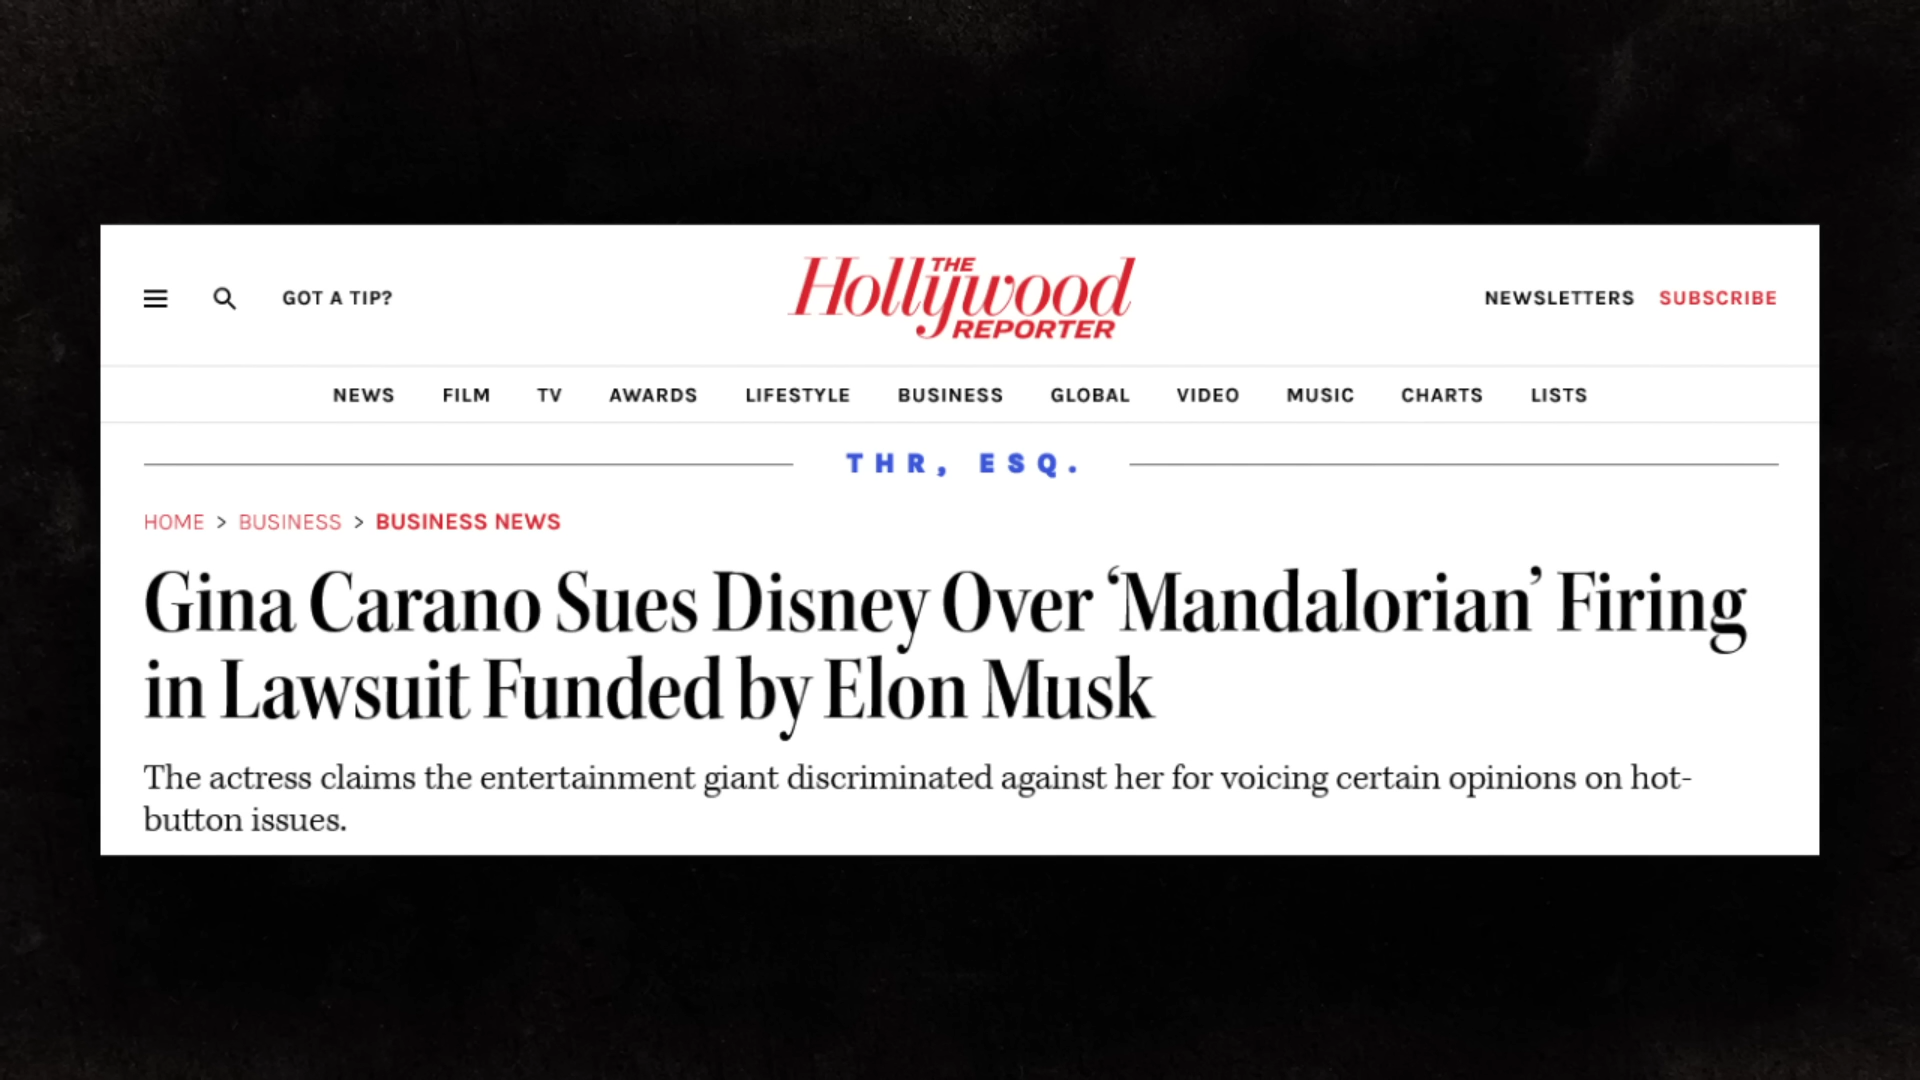 GOT A TIP?
THE
Hollywood
REPORTER
NEWSLETTERS SUBSCRIBE
NEWS FILM TV AWARDS LIFESTYLE BUSINESS GLOBAL VIDEO MUSIC CHARTS LISTS
THR, ESQ.
HOME > BUSINESS > BUSINESS NEWS
Gina Carano Sues Disney Over ‘Mandalorian’ Firing
in Lawsuit Funded by Elon Musk
The actress claims the entertainment giant discriminated against her for voicing certain opinions on hot-
button issues.